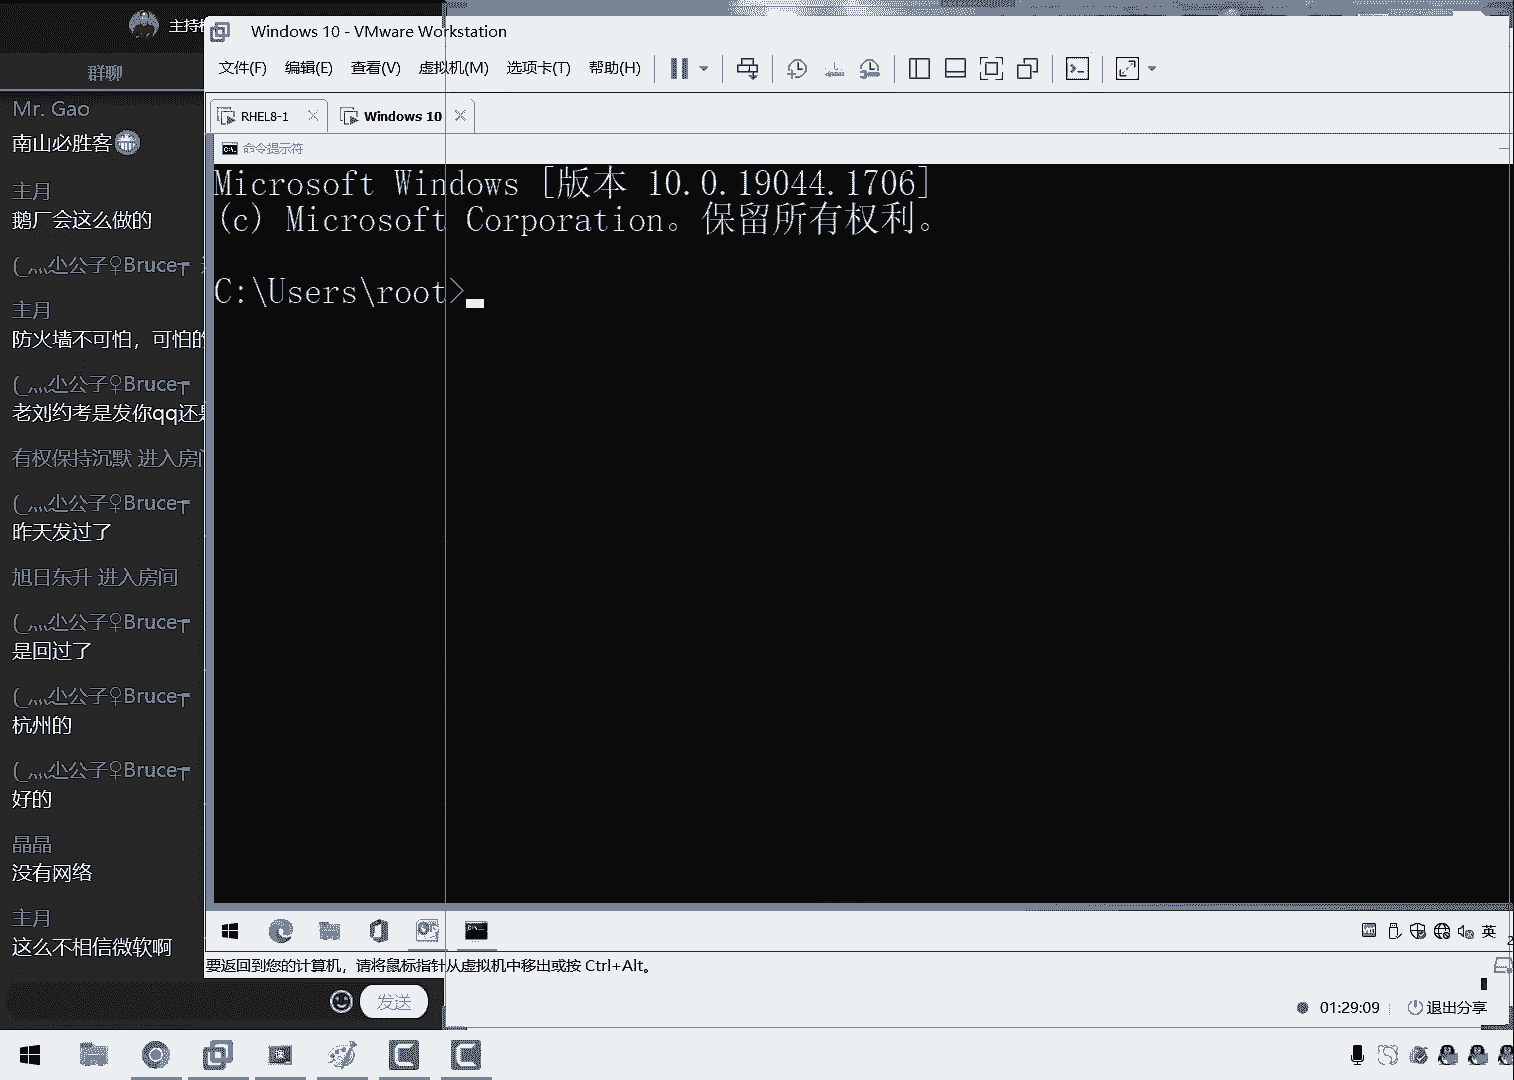 主持
Windows 10 - VMware Workstation
文件(F) 编辑(E) 查看(V) 虚拟机(M) 选项卡(T) 帮助(H)
群聊
RHEL8-1
Windows 10
Mr. Gao
南山必胜客
命令提示符
Microsoft Windows [版本 10.0.19044.1706]
(c) Microsoft Corporation。保留所有权利。
C:\Users\root>
主月
鹅厂会这么做的
公子♀Bruce
主月
防火墙不可怕，可怕的
公子♀Bruce
老刘约考是发你qq还是
有权保持沉默 进入房间
公子♀Bruce
昨天发过了
旭日东升 进入房间
公子♀Bruce
是回过了
公子♀Bruce
杭州的
公子♀Bruce
好的
晶晶
没有网络
主月
这么不相信微软啊
英
要返回到您的计算机，请将鼠标指针从虚拟机中移出或按 Ctrl+Alt。
发送
01:29:09
退出分享